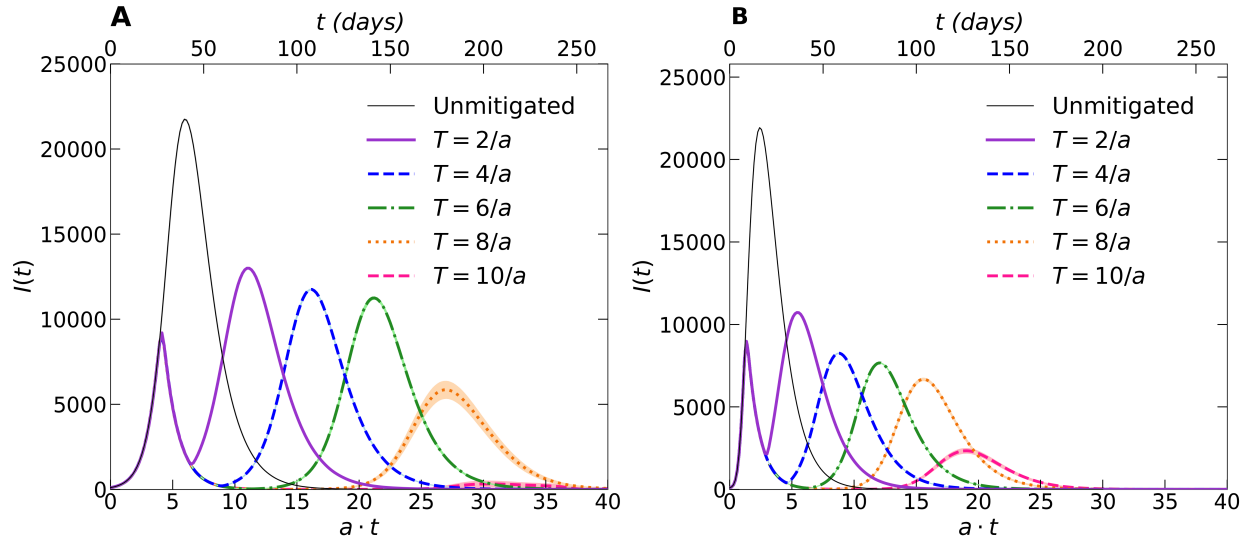 A
t (days)
0 50 100 150 200 250
25000
20000
15000
10000
5000
0
I(t)
Unmitigated
T = 2/a
T = 4/a
T = 6/a
T = 8/a
T = 10/a
0 5 10 15 20 25 30 35 40
a · t
B
t (days)
0 50 100 150 200 250
25000
20000
15000
10000
5000
0
I(t)
Unmitigated
T = 2/a
T = 4/a
T = 6/a
T = 8/a
T = 10/a
0 5 10 15 20 25 30 35 40
a · t